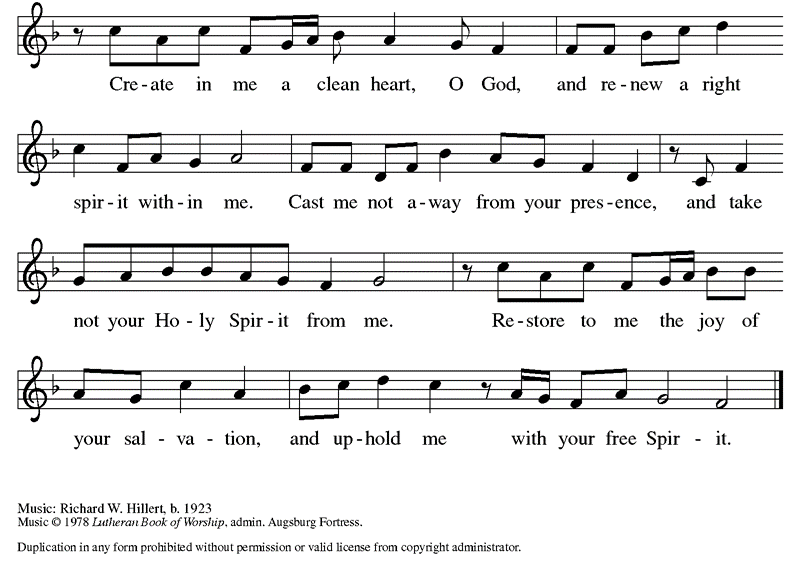 Cre - ate in me a clean heart, O God, and re - new a right
spir - it with - in me. Cast me not a - way from your pres - ence, and take
not your Ho - ly Spir - it from me. Re - store to me the joy of
your sal - va - tion, and up - hold me with your free Spir - it.
Music: Richard W. Hillert, b. 1923
Music © 1978 Lutheran Book of Worship, admin. Augsburg Fortress.
Duplication in any form prohibited without permission or valid license from copyright administrator.